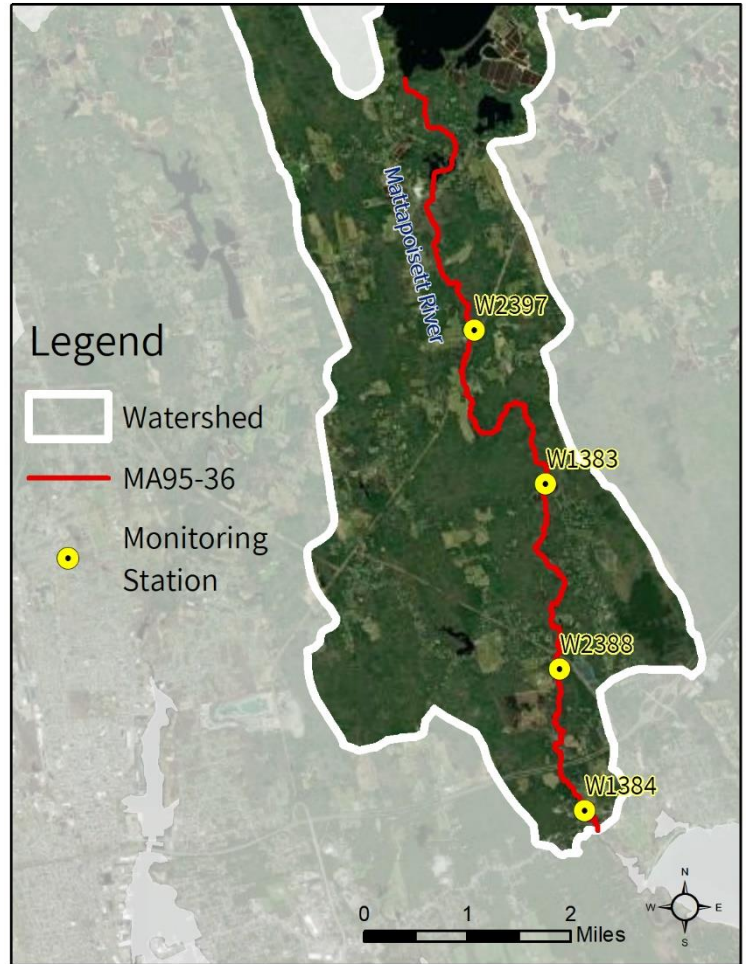 Mattapoisett River
W2397
Legend
Watershed
W1383
MA95-36
Monitoring
Station
W2388
W1384
N
W E
S
0 1 2
Miles